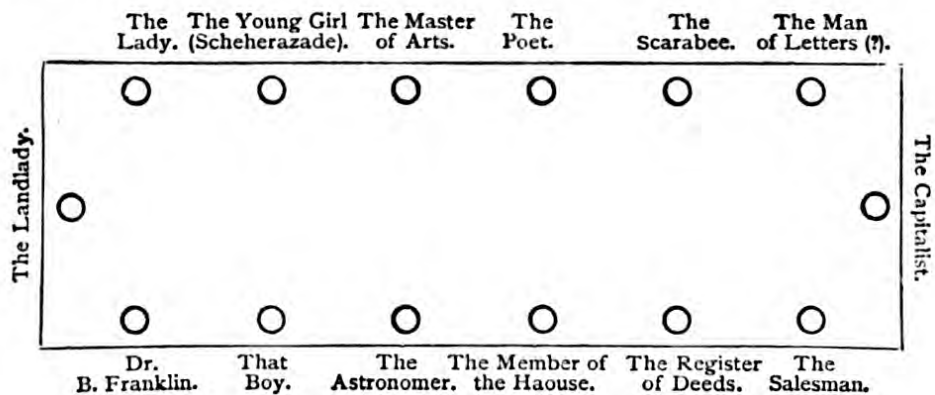 The Lady.
The Young Girl (Scheherazade).
The Master of Arts.
The Poet.
The Scarabee.
The Man of Letters (?).
The Landlady.
The Capitalist.
Dr. B. Franklin.
That Boy.
The Astronomer.
The Member of the Haouse.
The Register of Deeds.
The Salesman.